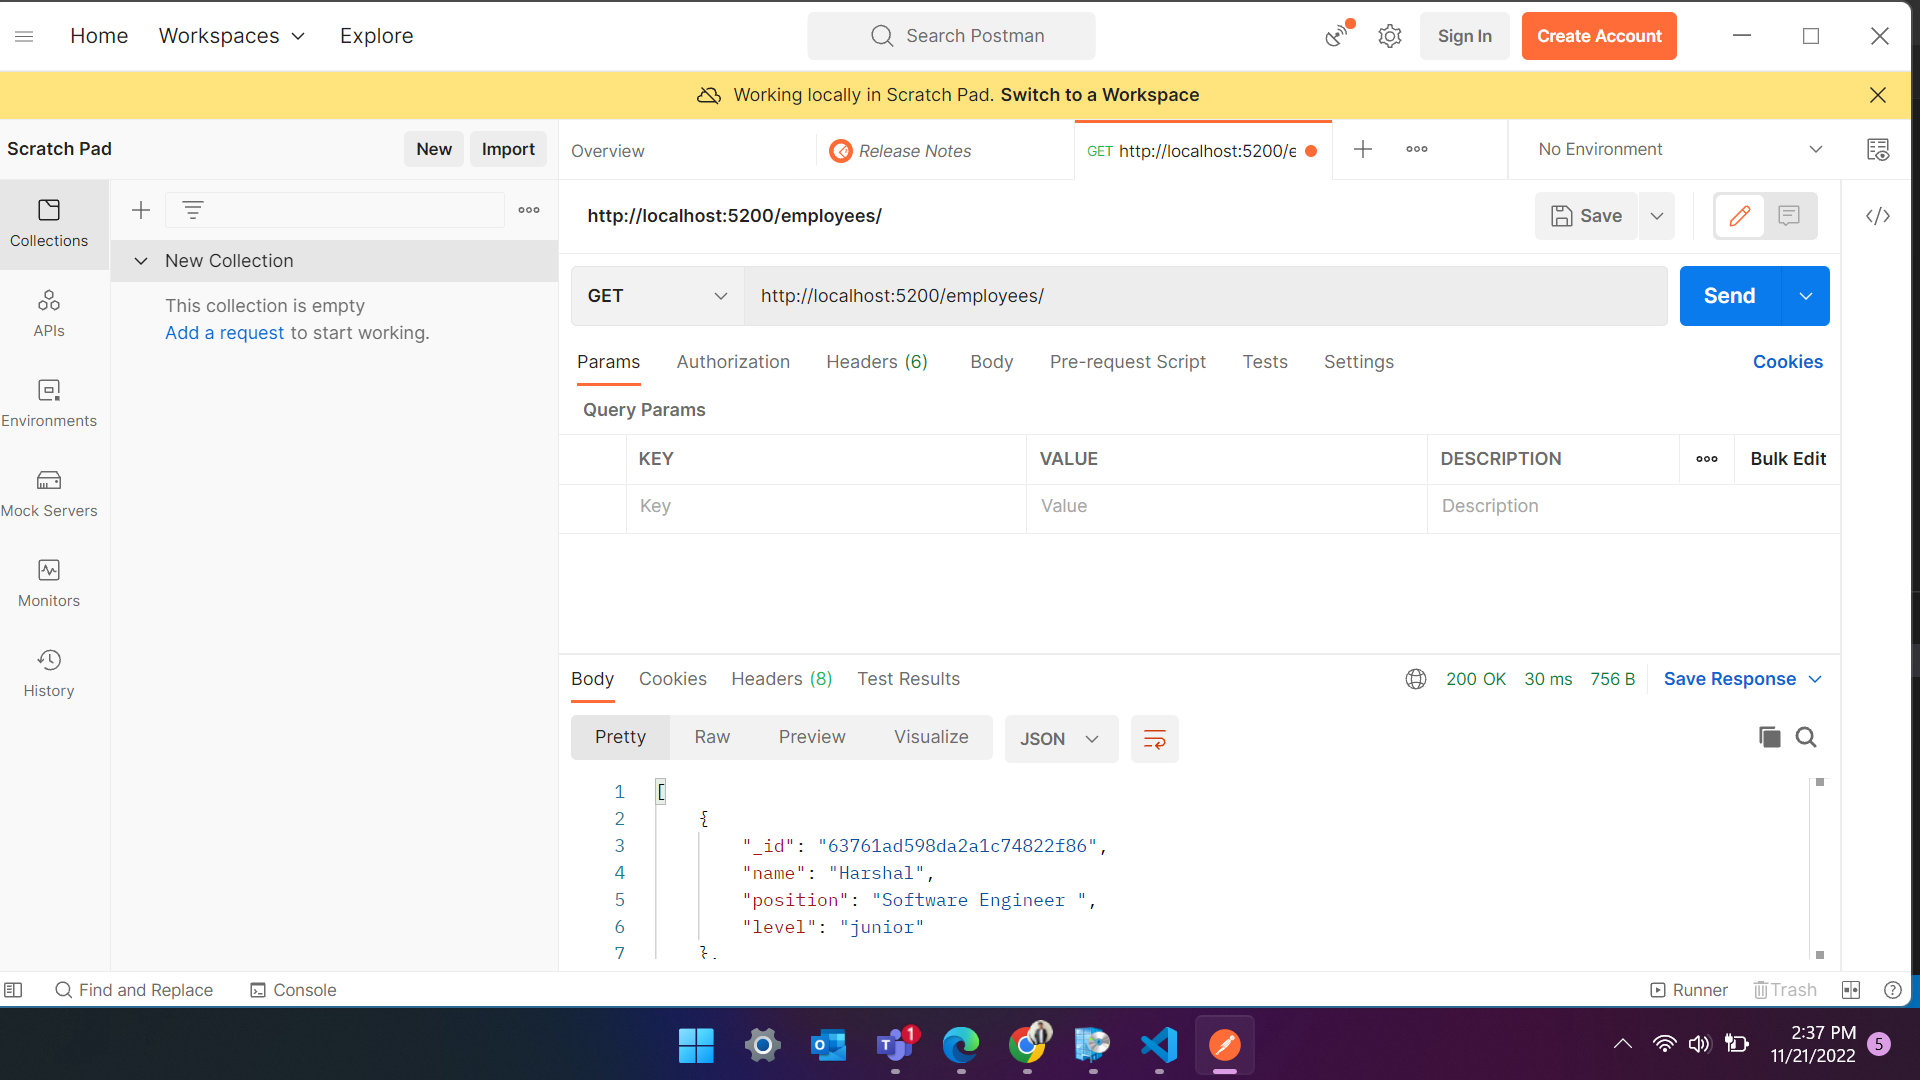 Home Workspaces Explore Search Postman Sign In Create Account
Working locally in Scratch Pad. Switch to a Workspace
Scratch Pad New Import Overview Release Notes GET http://localhost:5200/e No Environment
Collections
APIs
Environments
Mock Servers
Monitors
History
New Collection
This collection is empty
Add a request to start working.
http://localhost:5200/employees/ Save
GET http://localhost:5200/employees/ Send
Params Authorization Headers (6) Body Pre-request Script Tests Settings Cookies
Query Params
KEY VALUE DESCRIPTION Bulk Edit
Key Value Description
Body Cookies Headers (8) Test Results 200 OK 30 ms 756 B Save Response
Pretty Raw Preview Visualize JSON
1 [
2 {
3 "_id": "63761ad598da2a1c74822f86",
4 "name": "Harshal",
5 "position": "Software Engineer ",
6 "level": "junior"
7 },
Find and Replace Console Runner Trash
1
2:37 PM
11/21/2022
5